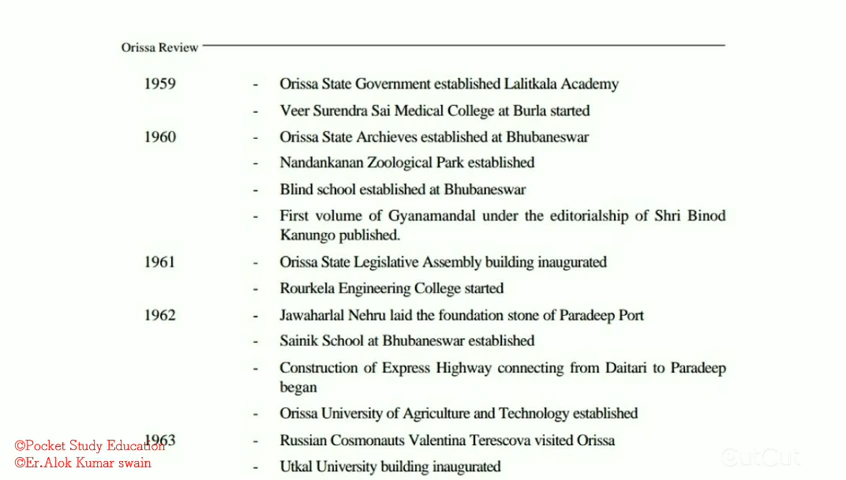 Orissa Review
1959 - Orissa State Government established Lalitkala Academy
- Veer Surendra Sai Medical College at Burla started
1960 - Orissa State Archieves established at Bhubaneswar
- Nandankanan Zoological Park established
- Blind school established at Bhubaneswar
- First volume of Gyanamandal under the editorialship of Shri Binod
Kanungo published.
1961 - Orissa State Legislative Assembly building inaugurated
- Rourkela Engineering College started
1962 - Jawaharlal Nehru laid the foundation stone of Paradeep Port
- Sainik School at Bhubaneswar established
- Construction of Express Highway connecting from Daitari to Paradeep
began
- Orissa University of Agriculture and Technology established
1963 - Russian Cosmonauts Valentina Terescova visited Orissa
- Utkal University building inaugurated
©Pocket Study Education
©Er.Alok Kumar swain
CutCut